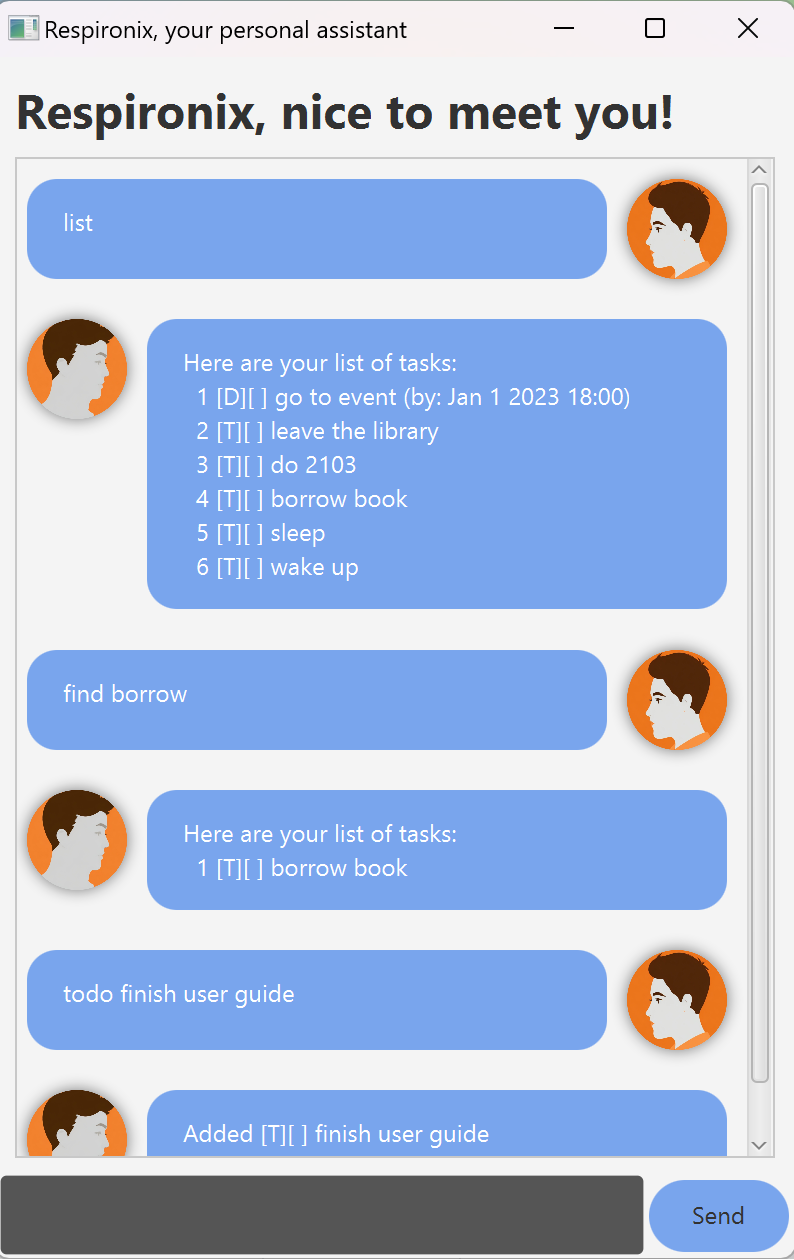 Respironix, your personal assistant
Respironix, nice to meet you!
list
Here are your list of tasks:
1 [D][ ] go to event (by: Jan 1 2023 18:00)
2 [T][ ] leave the library
3 [T][ ] do 2103
4 [T][ ] borrow book
5 [T][ ] sleep
6 [T][ ] wake up
find borrow
Here are your list of tasks:
1 [T][ ] borrow book
todo finish user guide
Added [T][ ] finish user guide
Send